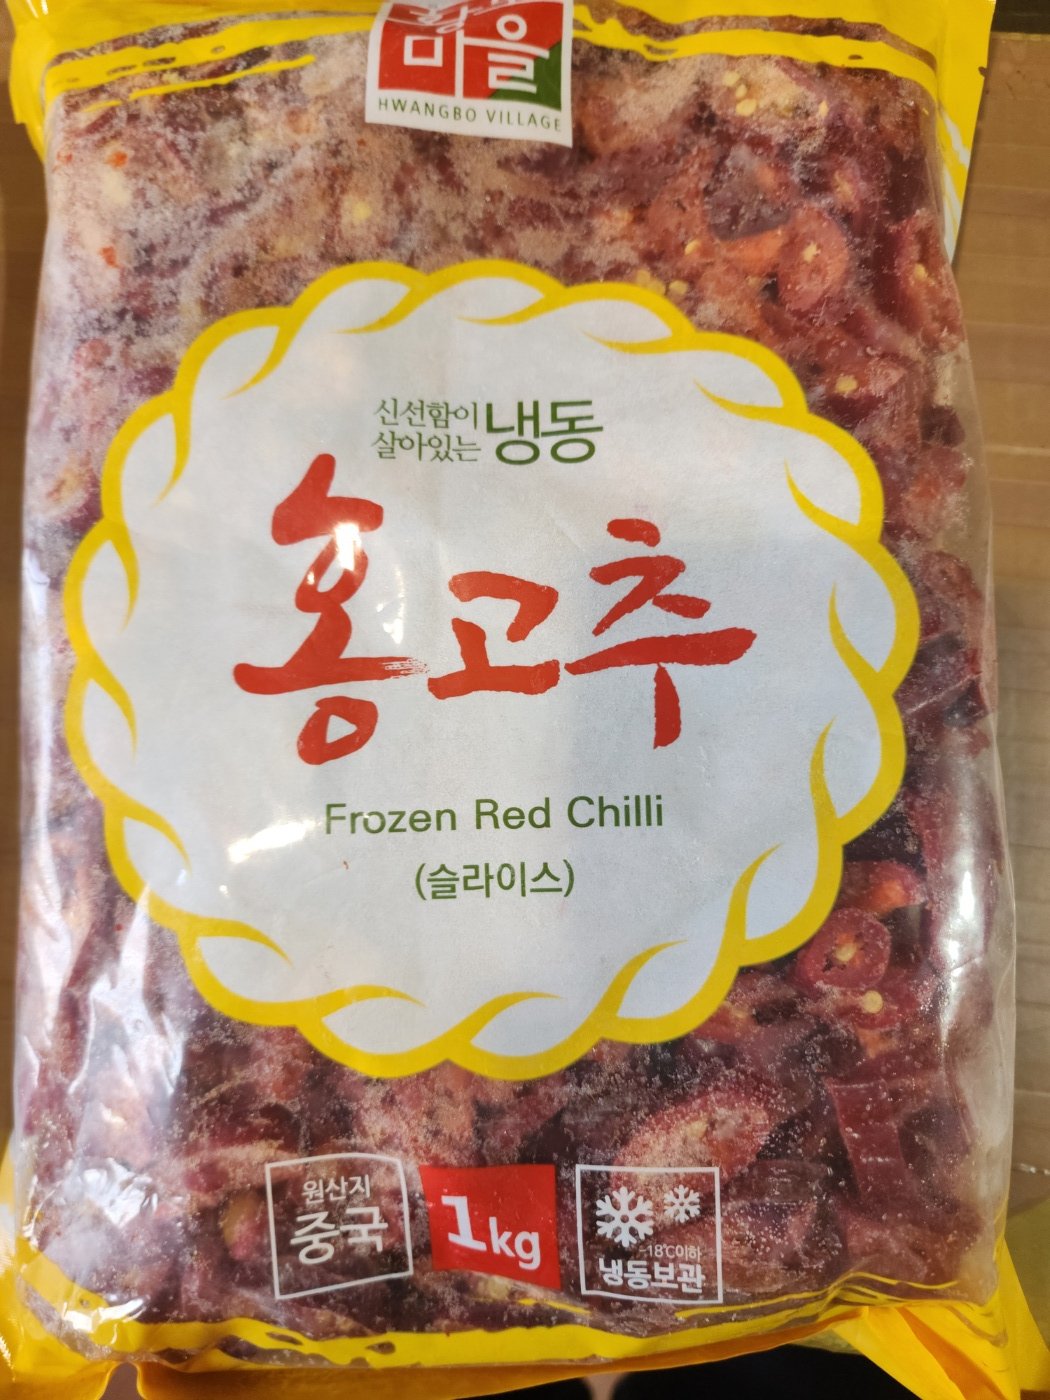 마을
HWANGBO VILLAGE
신선함이
살아있는 냉동
홍고추
Frozen Red Chilli
(슬라이스)
원산지
중국
1kg
-18℃이하
냉동보관